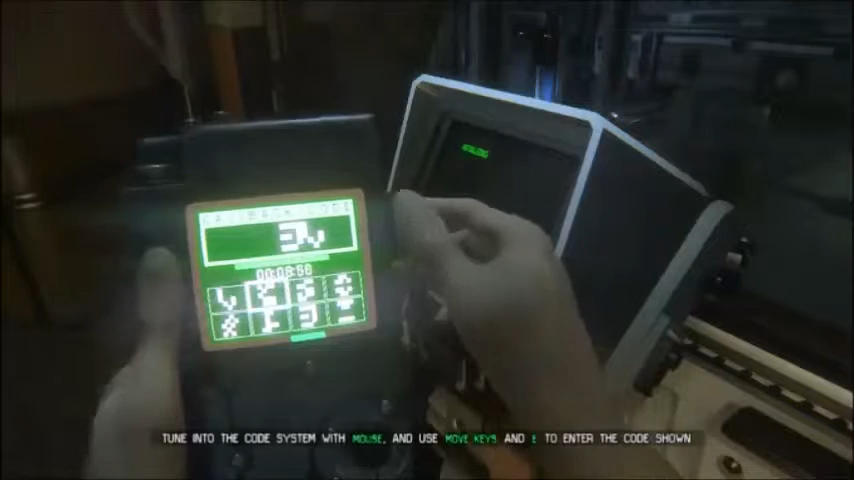 ANALOG
00:08:56
TUNE INTO THE CODE SYSTEM WITH MOUSE, AND USE MOVE KEYS AND E TO ENTER THE CODE SHOWN